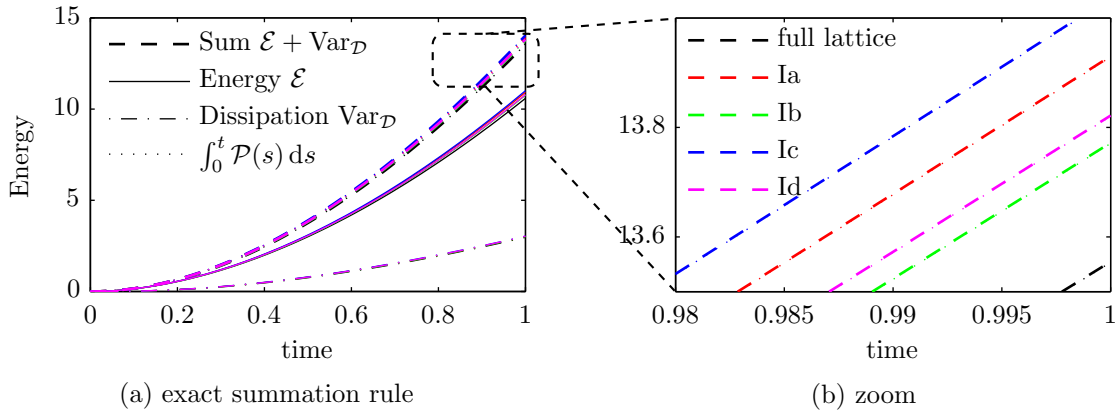 15
10
5
0
Energy
Sum ℰ + Var𝒟
Energy ℰ
Dissipation Var𝒟
∫₀ᵗ 𝒫(s) ds
0 0.2 0.4 0.6 0.8 1
time
(a) exact summation rule
13.8
13.6
full lattice
Ia
Ib
Ic
Id
0.98 0.985 0.99 0.995 1
time
(b) zoom